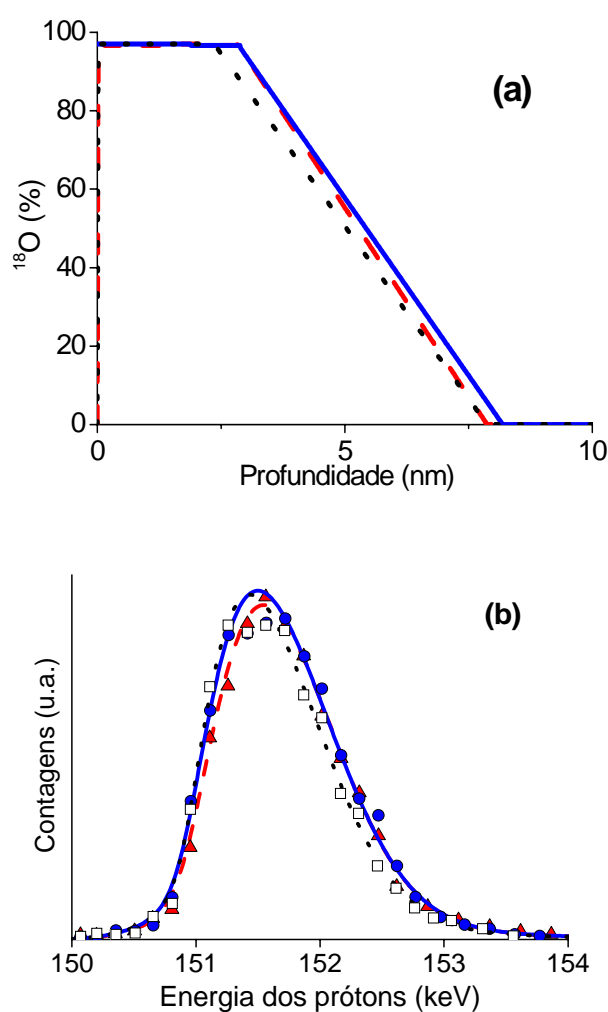 100
80
60
40
20
0
¹⁸O (%)
(a)
0 5 10
Profundidade (nm)
(b)
Contagens (u.a.)
150 151 152 153 154
Energia dos prótons (keV)